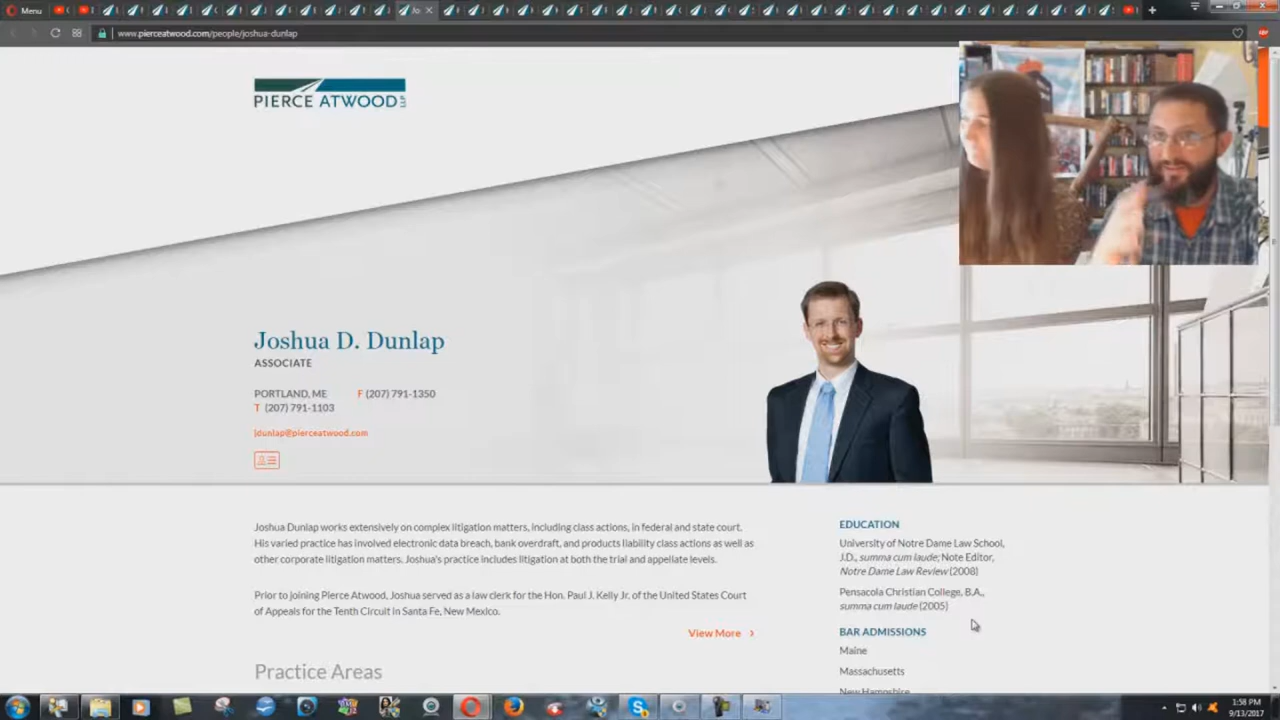 Menu
www.pierceatwood.com/people/joshua-dunlap
PIERCE ATWOOD LLP
Joshua D. Dunlap
ASSOCIATE
PORTLAND, ME F (207) 791-1350
T (207) 791-1103
jdunlap@pierceatwood.com
Joshua Dunlap works extensively on complex litigation matters, including class actions, in federal and state court.
His varied practice has involved electronic data breach, bank overdraft, and products liability class actions as well as
other corporate litigation matters. Joshua's practice includes litigation at both the trial and appellate levels.
Prior to joining Pierce Atwood, Joshua served as a law clerk for the Hon. Paul J. Kelly Jr. of the United States Court
of Appeals for the Tenth Circuit in Santa Fe, New Mexico.
View More
Practice Areas
EDUCATION
University of Notre Dame Law School,
J.D., summa cum laude; Note Editor,
Notre Dame Law Review (2008)
Pensacola Christian College, B.A.,
summa cum laude (2005)
BAR ADMISSIONS
Maine
Massachusetts
New Hampshire
1:58 PM
9/13/2017